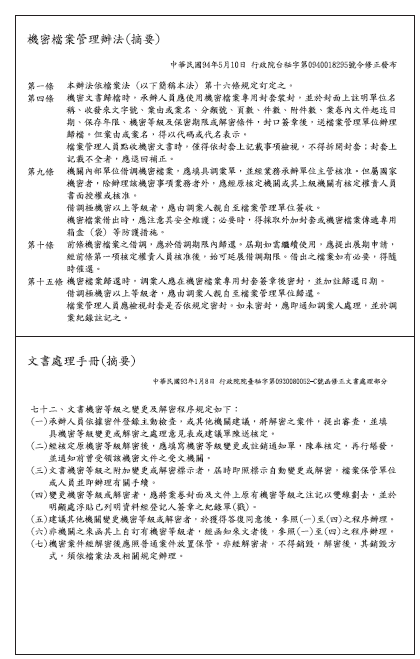 機密檔案管理辦法(摘要)
中華民國94年5月10日 行政院台秘字第0940018295號令修正發布
第一條 本辦法依檔案法(以下簡稱本法)第十六條規定訂定之。
第四條 機密文書歸檔時，承辦人員應使用機密檔案專用封套裝封，並於封面上註明單位名
稱、收發來文字號、案由或案名、分類號、頁數、件數、附件數、案卷內文件起迄日
期、保存年限、機密等級及保密期限或解密條件，封口簽章後，送檔案管理單位辦理
歸檔。但案由或案名，得以代碼或代名表示。
檔案管理人員點收機密文書時，僅得依封套上記載事項檢視，不得拆開封套；封套上
記載不全者，應退回補正。
第九條 機關內部單位借調機密檔案，應填具調案單，並經業務承辦單位主管核准。但屬國家
機密者，除辦理該機密事項業務者外，應經原核定機關或其上級機關有核定權責人員
書面授權或核准。
借調極機密以上等級者，應由調案人親自至檔案管理單位簽收。
機密檔案借出時，應注意其安全維護；必要時，得採取外加封套或機密檔案傳遞專用
箱盒（袋）等防護措施。
第十條 前條機密檔案之借調，應於借調期限內歸還。屆期如需繼續使用，應提出展期申請，
經前條第一項核定權責人員核准後，始可延長借調期限。借出之檔案如有必要，得隨
時催還。
第十五條 機密檔案歸還時，調案人應在機密檔案專用封套簽章後密封，並加註歸還日期。
借調極機密以上等級者，應由調案人親自至檔案管理單位歸還。
檔案管理人員應檢視封套是否依規定密封。如未密封，應即通知調案人處理，並於調
案紀錄註記之。
文書處理手冊(摘要)
中華民國93年1月8日 行政院院臺秘字第0930080052-C號函修正文書處理部分
七十二、文書機密等級之變更及解密程序規定如下：
(一)承辦人員依據密件登錄主動檢查，或其他機關建議，將解密之案件，提出審查，並填
具機密等級變更或解密之處理意見表或建議單陳送核定。
(二)經核定原機密等級解密後，應填寫機密等級變更或註銷通知單，陳奉核定，再行繕發，
並通知前曾受領該機密文件之受文機關。
(三)文書機密等級之附加變更或解密標示者，屆時即照標示自動變更或解密，檔案保管單位
或人員並即辦理有關手續。
(四)變更機密等級或解密者，應將案卷封面及文件上原有機密等級之註記以雙線劃去，並於
明顯處浮貼已列明資料經登記人簽章之紀錄單(戳)。
(五)建議其他機關變更機密等級或解密者，於獲得答復同意後，參照(一)至(四)之程序辦理。
(六)非機關之來函其上自訂有機密等級者，經函知來文者後，參照(一)至(四)之程序辦理。
(七)機密案件經解密後應照普通案件放置保管。非經解密者，不得銷毀，解密後，其銷毀方
式，須依檔案法及相關規定辦理。